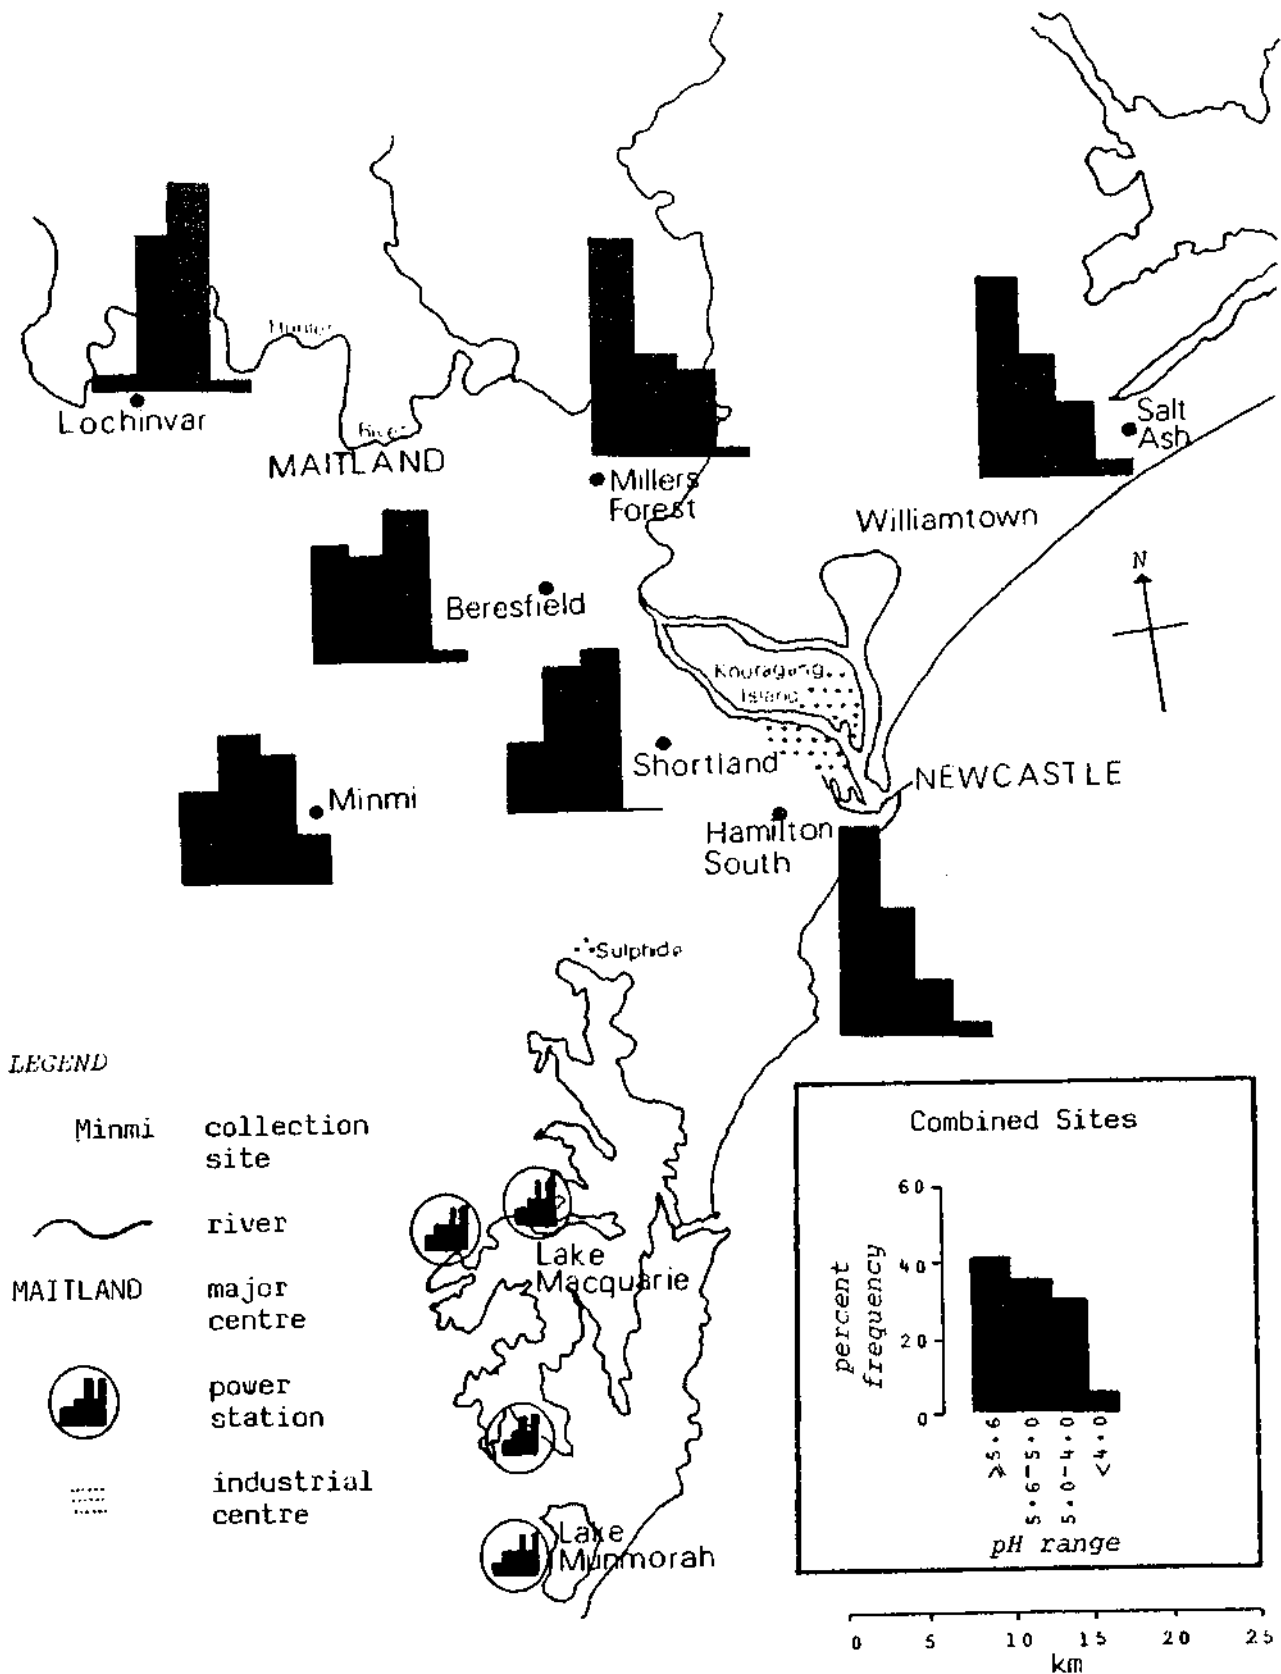 Hunter
Lochinvar
River
MAITLAND
Salt
Ash
Millers
Forest
Williamtown
N
Beresfield
Kouragang
Island
Shortland
NEWCASTLE
Minmi
Hamilton
South
Sulphide
LEGEND
Minmi collection
site
river
MAITLAND major
centre
power
station
industrial
centre
Lake
Macquarie
Lake
Munmorah
Combined Sites
percent
frequency
60
40
20
0
⩾5·6
5·6-5·0
5·0-4·0
<4·0
pH range
0 5 10 15 20 25
km